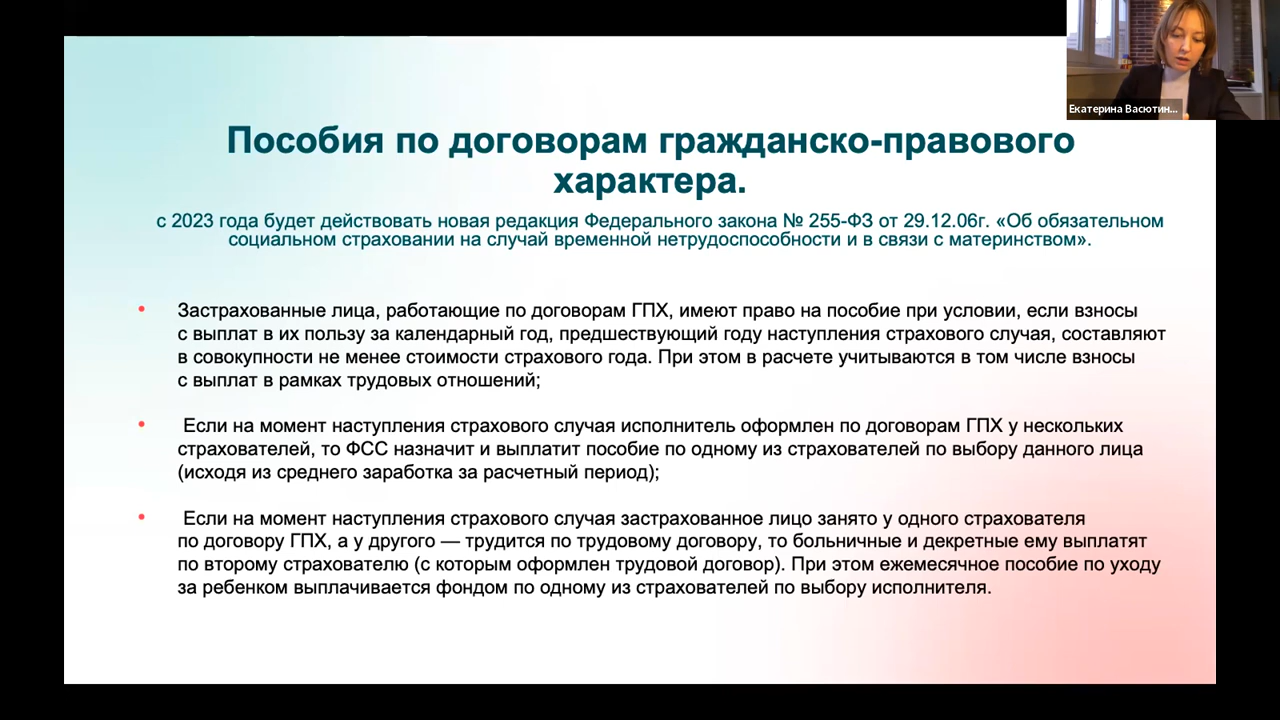 Екатерина Васютин...
Пособия по договорам гражданско-правового
характера.
с 2023 года будет действовать новая редакция Федерального закона № 255-ФЗ от 29.12.06г. «Об обязательном
социальном страховании на случай временной нетрудоспособности и в связи с материнством».
• Застрахованные лица, работающие по договорам ГПХ, имеют право на пособие при условии, если взносы
с выплат в их пользу за календарный год, предшествующий году наступления страхового случая, составляют
в совокупности не менее стоимости страхового года. При этом в расчете учитываются в том числе взносы
с выплат в рамках трудовых отношений;
• Если на момент наступления страхового случая исполнитель оформлен по договорам ГПХ у нескольких
страхователей, то ФСС назначит и выплатит пособие по одному из страхователей по выбору данного лица
(исходя из среднего заработка за расчетный период);
• Если на момент наступления страхового случая застрахованное лицо занято у одного страхователя
по договору ГПХ, а у другого — трудится по трудовому договору, то больничные и декретные ему выплатят
по второму страхователю (с которым оформлен трудовой договор). При этом ежемесячное пособие по уходу
за ребенком выплачивается фондом по одному из страхователей по выбору исполнителя.